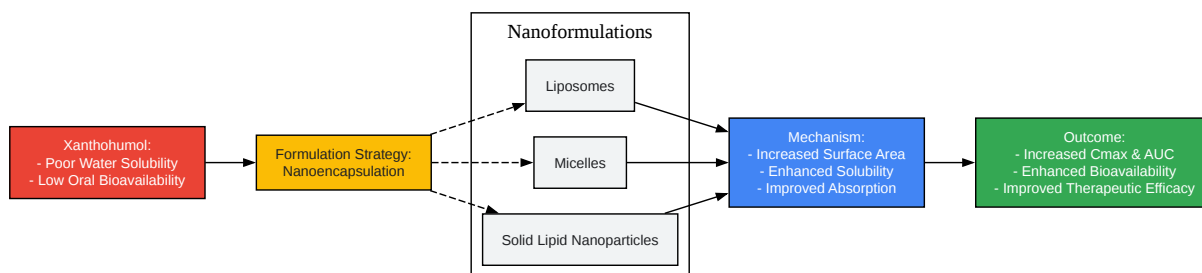 Xanthohumol:
- Poor Water Solubility
- Low Oral Bioavailability
Formulation Strategy:
Nanoencapsulation
Nanoformulations
Liposomes
Micelles
Solid Lipid Nanoparticles
Mechanism:
- Increased Surface Area
- Enhanced Solubility
- Improved Absorption
Outcome:
- Increased Cmax & AUC
- Enhanced Bioavailability
- Improved Therapeutic Efficacy